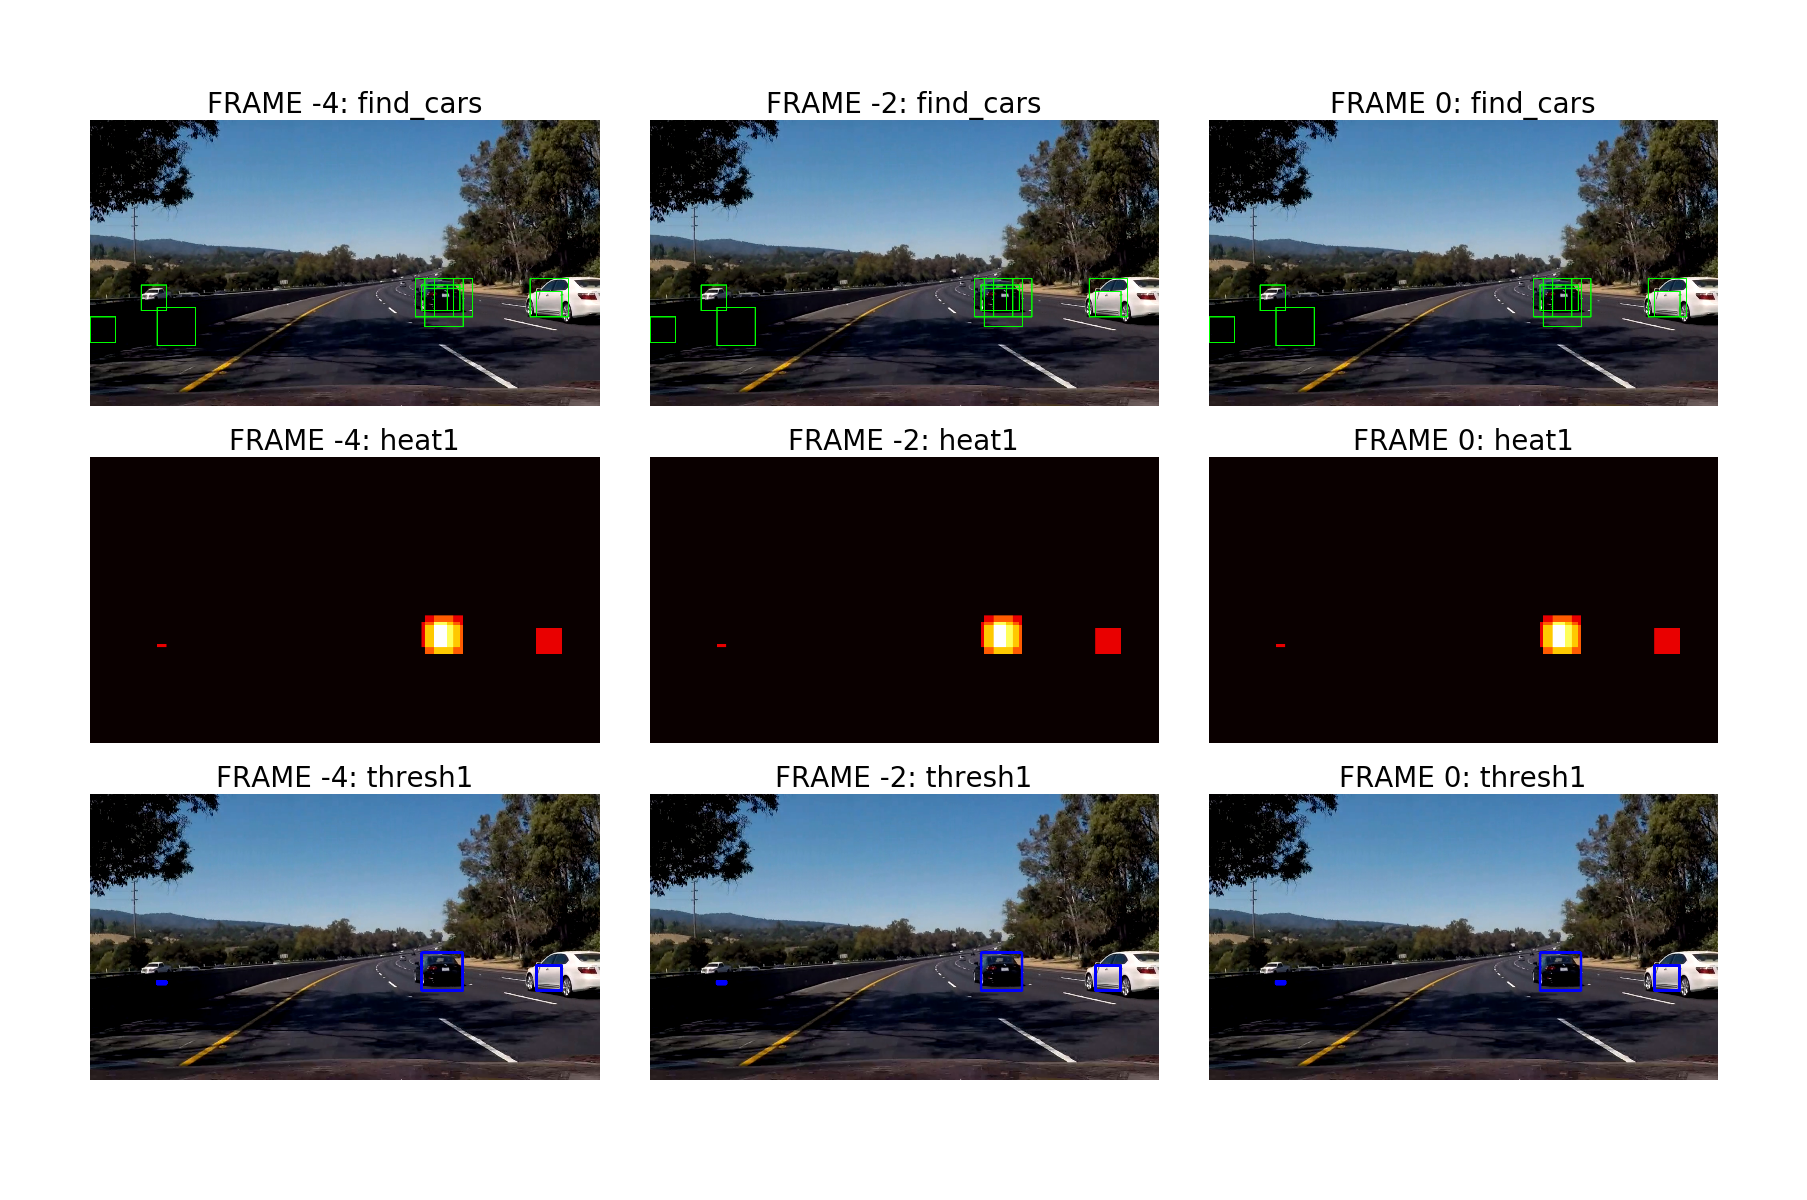 FRAME -4: find_cars
FRAME -2: find_cars
FRAME 0: find_cars
FRAME -4: heat1
FRAME -2: heat1
FRAME 0: heat1
FRAME -4: thresh1
FRAME -2: thresh1
FRAME 0: thresh1